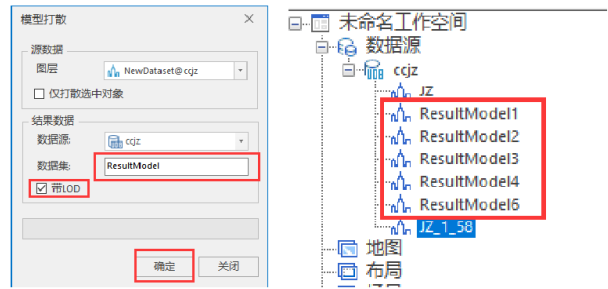 模型打散
源数据
图层
NewDataset@ccjz
仅打散选中对象
结果数据
数据源:
ccjz
数据集:
ResultModel
带LOD
确定
关闭
未命名工作空间
数据源
ccjz
JZ
ResultModel1
ResultModel2
ResultModel3
ResultModel4
ResultModel6
JZ_1_58
地图
布局